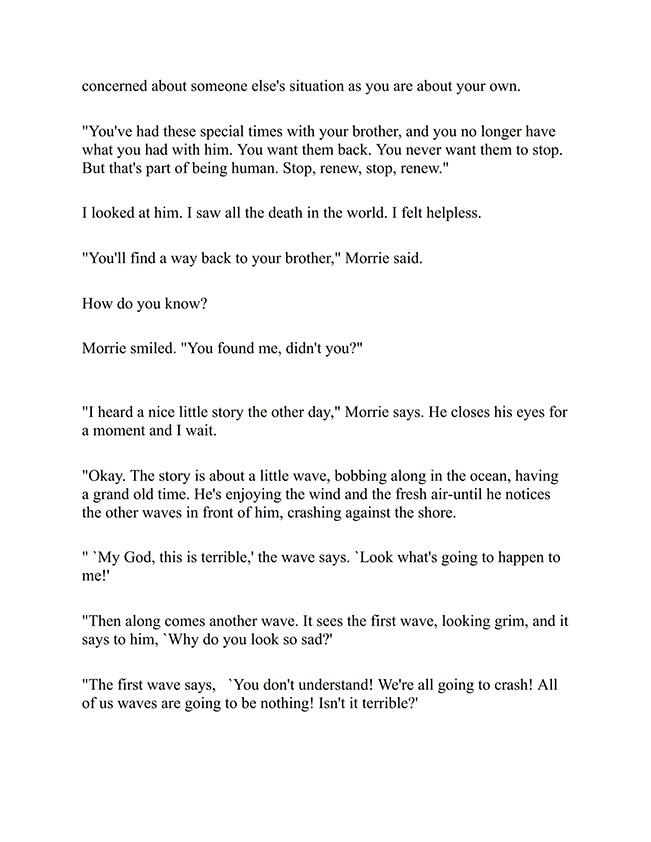 concerned about someone else's situation as you are about your own.
"You've had these special times with your brother, and you no longer have
what you had with him. You want them back. You never want them to stop.
But that's part of being human. Stop, renew, stop, renew."
I looked at him. I saw all the death in the world. I felt helpless.
"You'll find a way back to your brother," Morrie said.
How do you know?
Morrie smiled. "You found me, didn't you?"
"I heard a nice little story the other day," Morrie says. He closes his eyes for
a moment and I wait.
"Okay. The story is about a little wave, bobbing along in the ocean, having
a grand old time. He's enjoying the wind and the fresh air-until he notices
the other waves in front of him, crashing against the shore.
" `My God, this is terrible,' the wave says. `Look what's going to happen to
me!'
"Then along comes another wave. It sees the first wave, looking grim, and it
says to him, `Why do you look so sad?'
"The first wave says,   `You don't understand! We're all going to crash! All
of us waves are going to be nothing! Isn't it terrible?'